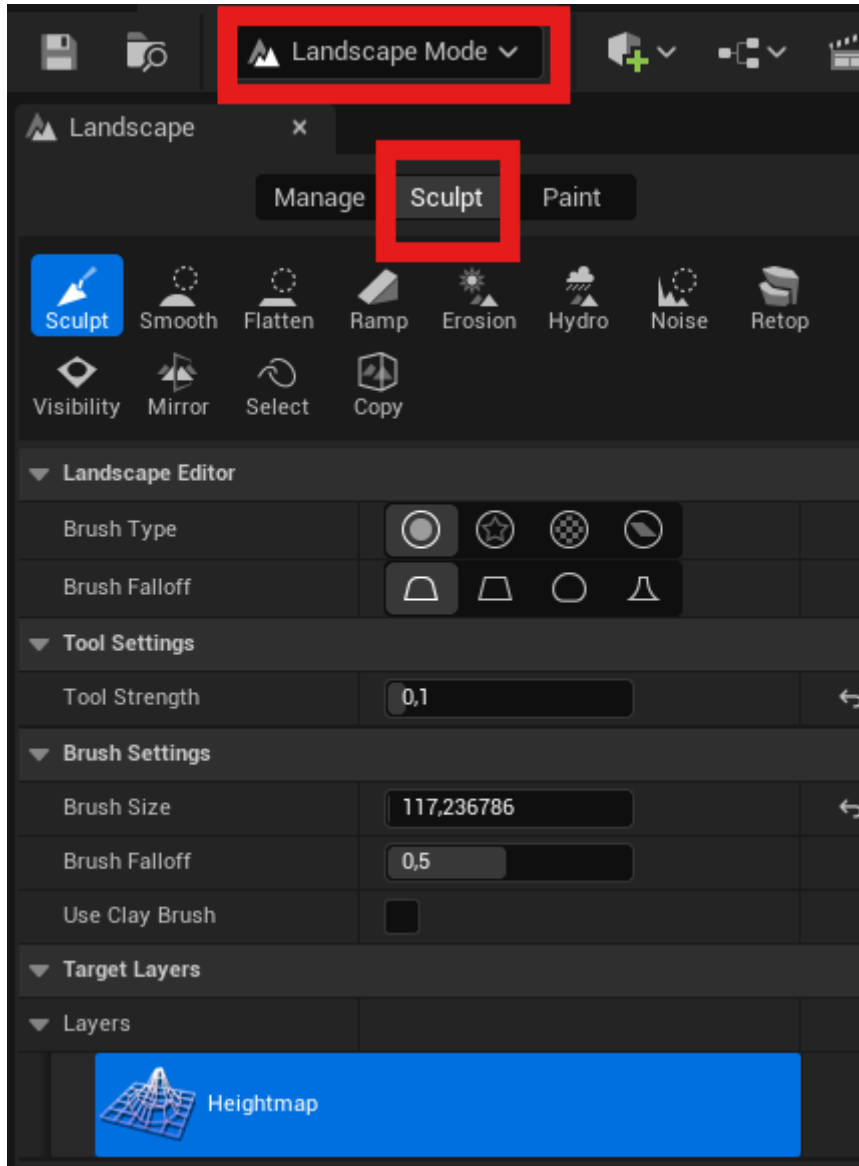 Landscape Mode
Landscape
Manage Sculpt Paint
Sculpt Smooth Flatten Ramp Erosion Hydro Noise Retop
Visibility Mirror Select Copy
Landscape Editor
Brush Type
Brush Falloff
Tool Settings
Tool Strength 0,1
Brush Settings
Brush Size 117,236786
Brush Falloff 0,5
Use Clay Brush
Target Layers
Layers
Heightmap